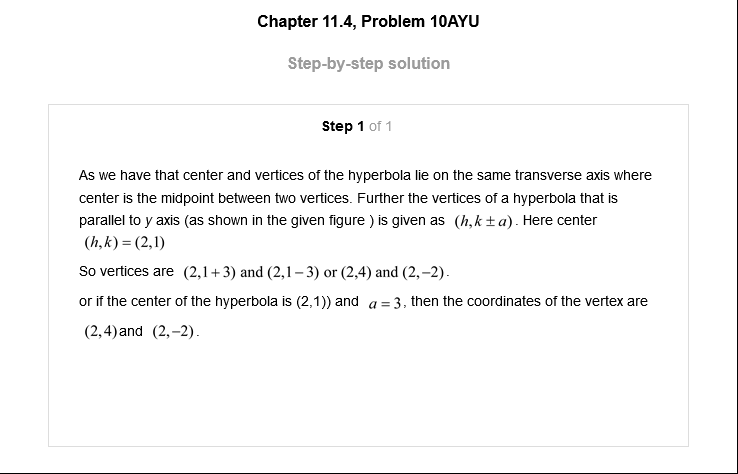 Chapter 11.4, Problem 10AYU
Step-by-step solution
Step 1 of 1
As we have that center and vertices of the hyperbola lie on the same transverse axis where
center is the midpoint between two vertices. Further the vertices of a hyperbola that is
parallel to y axis (as shown in the given figure ) is given as (h,k ± a). Here center
(h,k) = (2,1)
So vertices are (2,1+3) and (2,1−3) or (2,4) and (2,−2).
or if the center of the hyperbola is (2,1)) and a = 3, then the coordinates of the vertex are
(2,4) and (2,−2).